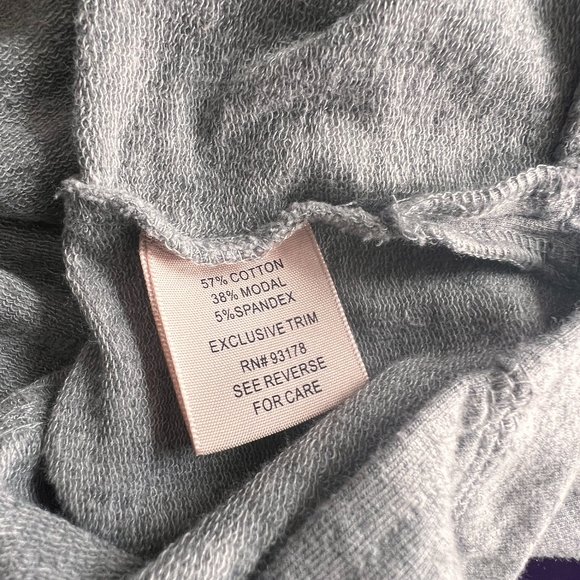 57% COTTON
38% MODAL
5%SPANDEX
EXCLUSIVE TRIM
RN# 93178
SEE REVERSE
FOR CARE